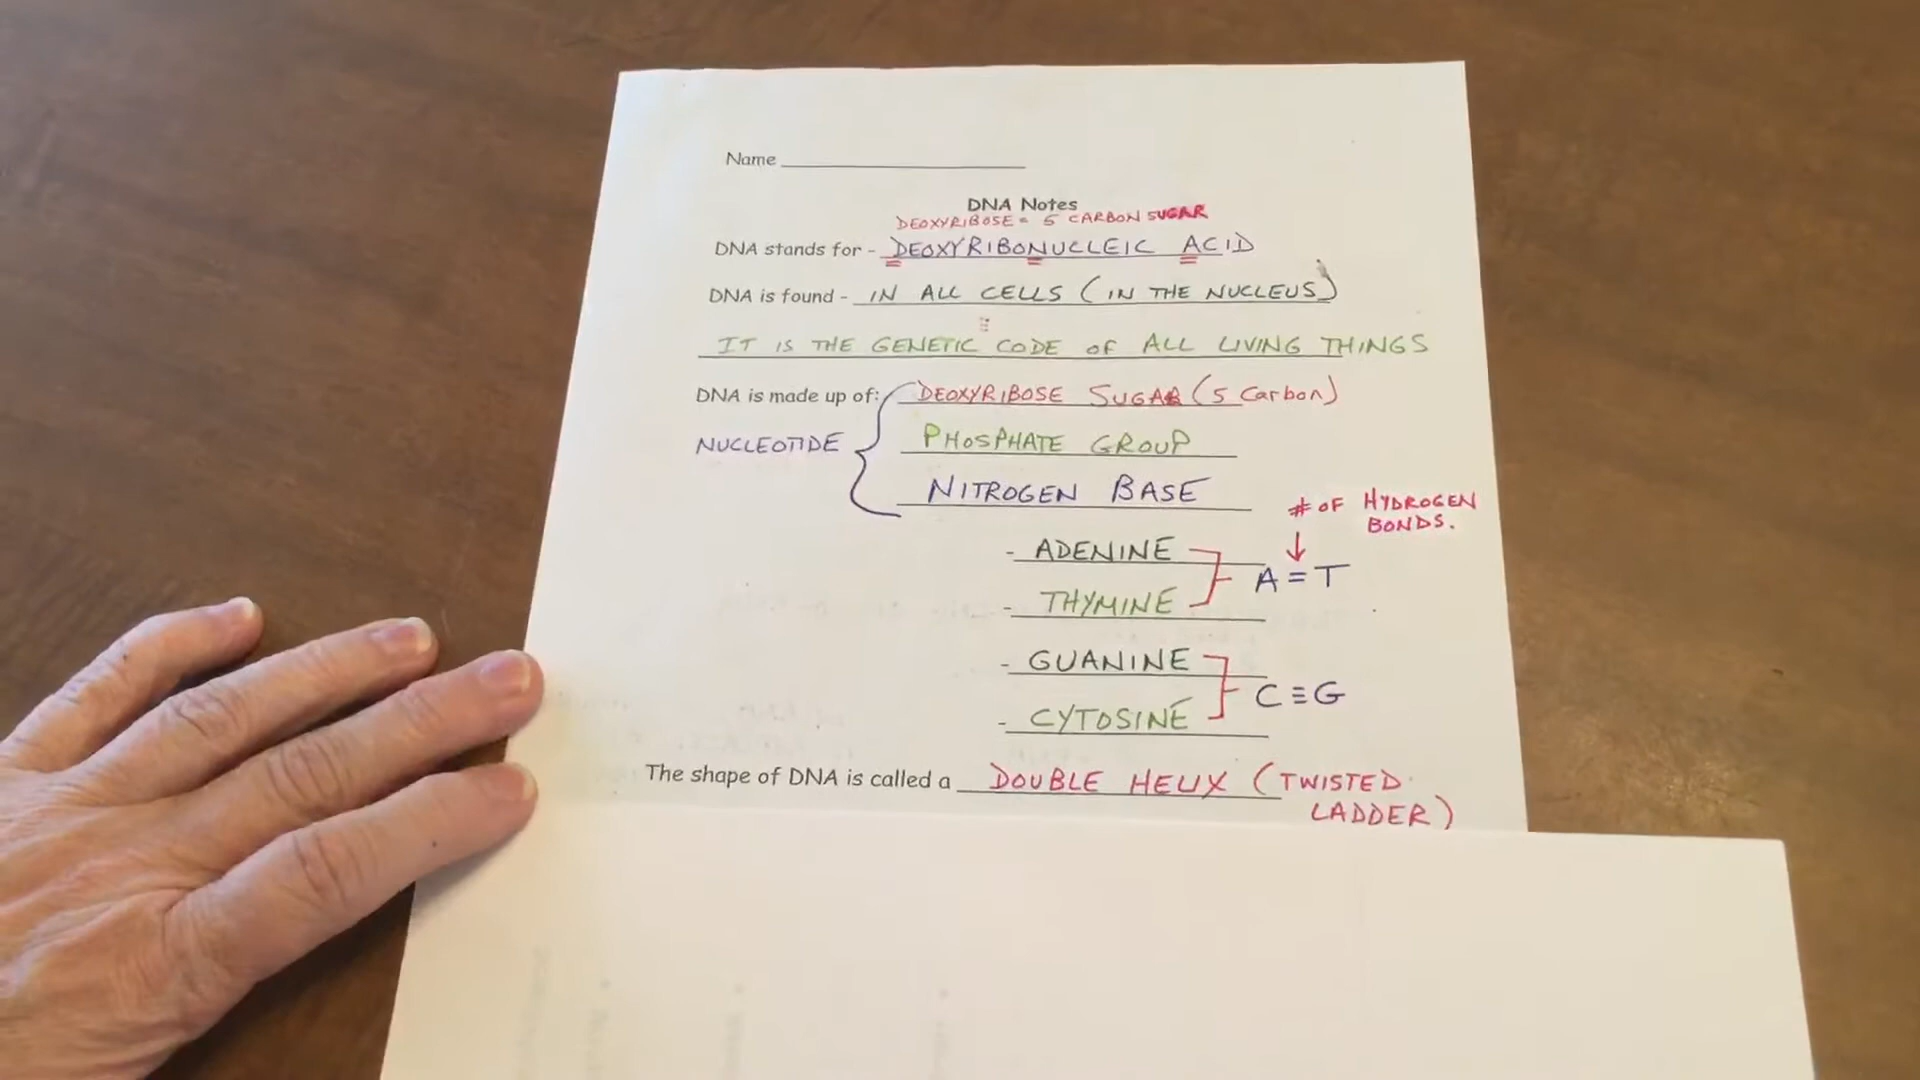 Name
DNA Notes
DEOXYRIBOSE = 5 CARBON SUGAR
DNA stands for - DEOXYRIBONUCLEIC ACID
DNA is found - IN ALL CELLS (IN THE NUCLEUS)
IT IS THE GENETIC CODE OF ALL LIVING THINGS
DNA is made up of: DEOXYRIBOSE SUGAR (5 Carbon)
NUCLEOTIDE PHOSPHATE GROUP
NITROGEN BASE
# OF HYDROGEN
BONDS.
- ADENINE
A = T
- THYMINE
- GUANINE
C ≡ G
- CYTOSINE
The shape of DNA is called a DOUBLE HELIX (TWISTED
LADDER)